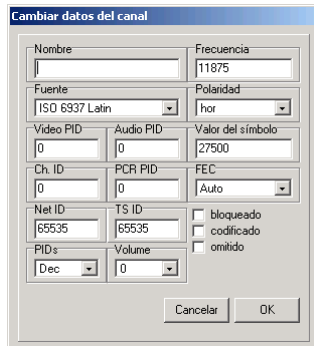 Cambiar datos del canal
Nombre Frecuencia
11875
Fuente Polaridad
ISO 6937 Latin hor
Video PID Audio PID Valor del símbolo
0 0 27500
Ch. ID PCR PID FEC
0 0 Auto
Net ID TS ID
65535 65535 bloqueado
codificado
PIDs Volume omitido
Dec 0
Cancelar OK